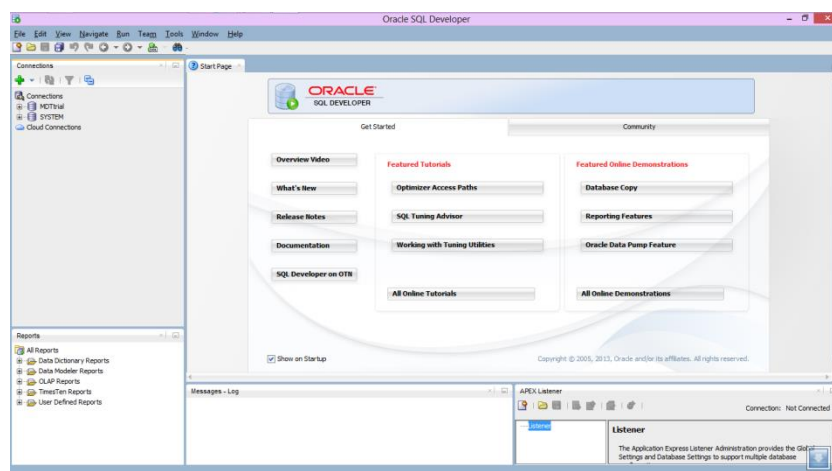 Oracle SQL Developer
File Edit View Navigate Run Team Tools Window Help
Connections
Start Page
Connections
MDTtrial
SYSTEM
Cloud Connections
ORACLE
SQL DEVELOPER
Get Started
Community
Overview Video
What's New
Release Notes
Documentation
SQL Developer on OTN
Featured Tutorials
Optimizer Access Paths
SQL Tuning Advisor
Working with Tuning Utilities
All Online Tutorials
Featured Online Demonstrations
Database Copy
Reporting Features
Oracle Data Pump Feature
All Online Demonstrations
Show on Startup
Copyright © 2005, 2013, Oracle and/or its affiliates. All rights reserved.
Reports
All Reports
Data Dictionary Reports
Data Modeler Reports
OLAP Reports
TimesTen Reports
User Defined Reports
Messages - Log
APEX Listener
Connection: Not Connected
Listener
Listener
The Application Express Listener Administration provides the Global
Settings and Database Settings to support multiple database